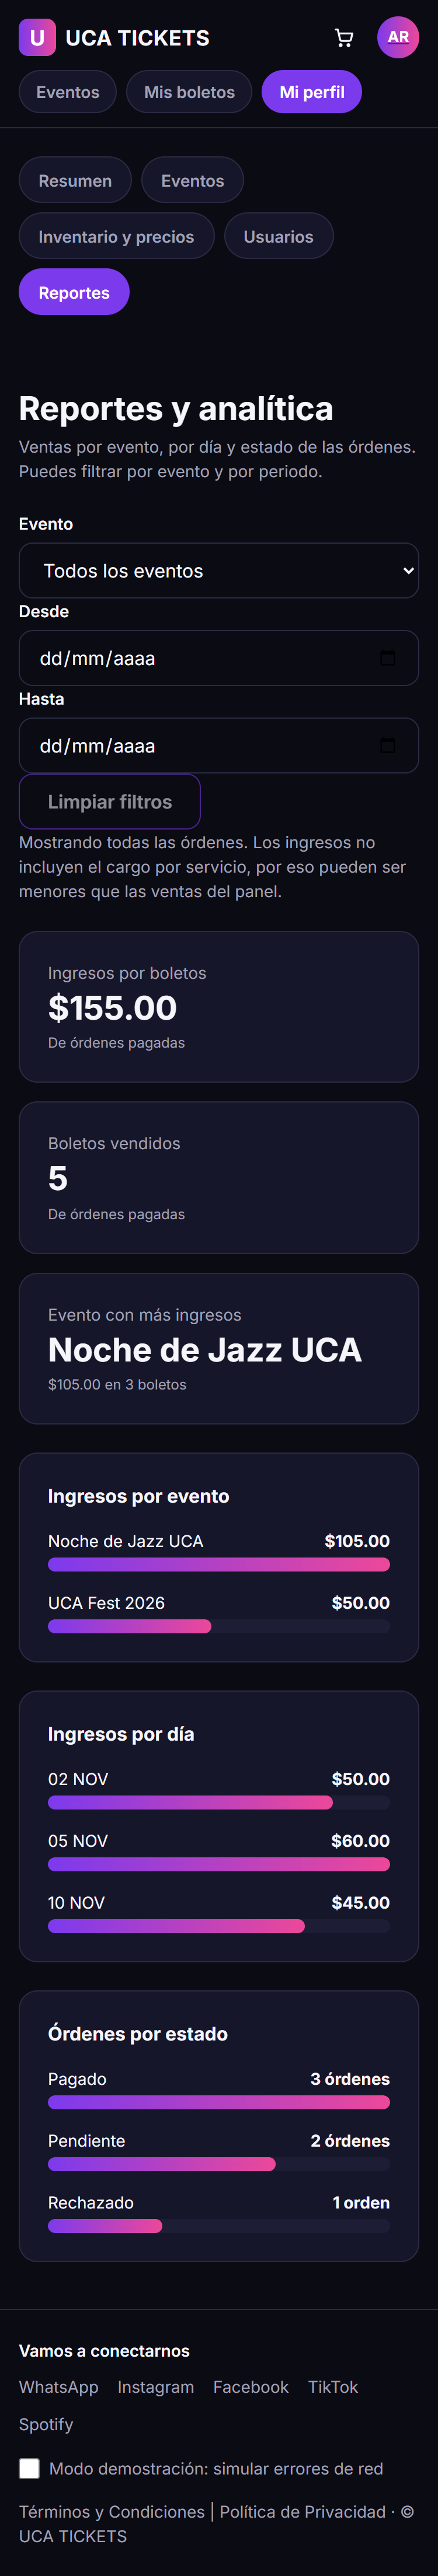 U UCA TICKETS AR
Eventos Mis boletos Mi perfil
Resumen Eventos
Inventario y precios Usuarios
Reportes
Reportes y analítica
Ventas por evento, por día y estado de las órdenes.
Puedes filtrar por evento y por periodo.
Evento
Todos los eventos
Desde
dd/mm/aaaa
Hasta
dd/mm/aaaa
Limpiar filtros
Mostrando todas las órdenes. Los ingresos no
incluyen el cargo por servicio, por eso pueden ser
menores que las ventas del panel.
Ingresos por boletos
$155.00
De órdenes pagadas
Boletos vendidos
5
De órdenes pagadas
Evento con más ingresos
Noche de Jazz UCA
$105.00 en 3 boletos
Ingresos por evento
Noche de Jazz UCA $105.00
UCA Fest 2026 $50.00
Ingresos por día
02 NOV $50.00
05 NOV $60.00
10 NOV $45.00
Órdenes por estado
Pagado 3 órdenes
Pendiente 2 órdenes
Rechazado 1 orden
Vamos a conectarnos
WhatsApp Instagram Facebook TikTok
Spotify
Modo demostración: simular errores de red
Términos y Condiciones | Política de Privacidad · ©
UCA TICKETS